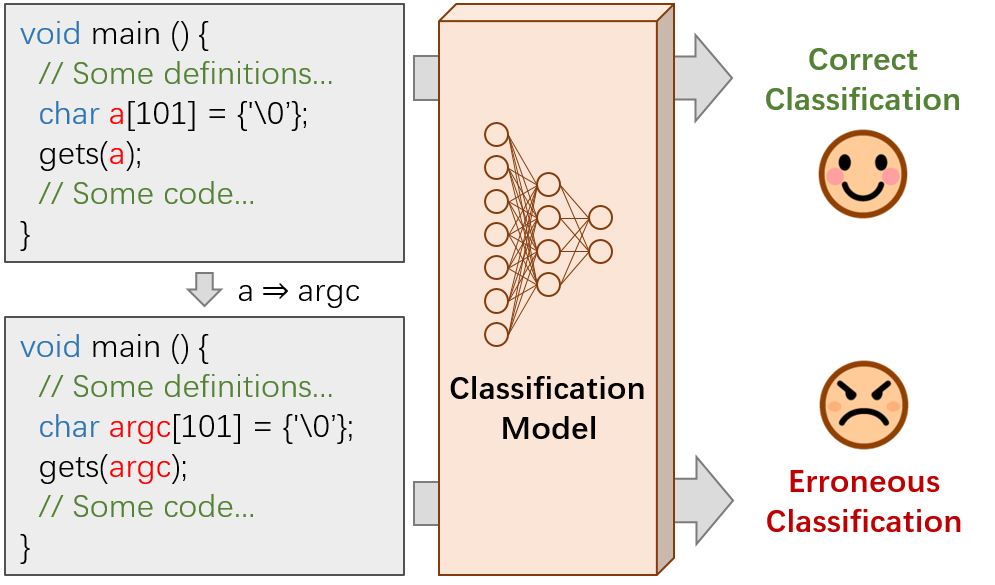 void main () {
// Some definitions...
char a[101] = {'\0’};
gets(a);
// Some code...
}
a ⇒ argc
void main () {
// Some definitions...
char argc[101] = {'\0’};
gets(argc);
// Some code...
}
Classification
Model
Correct
Classification
Erroneous
Classification